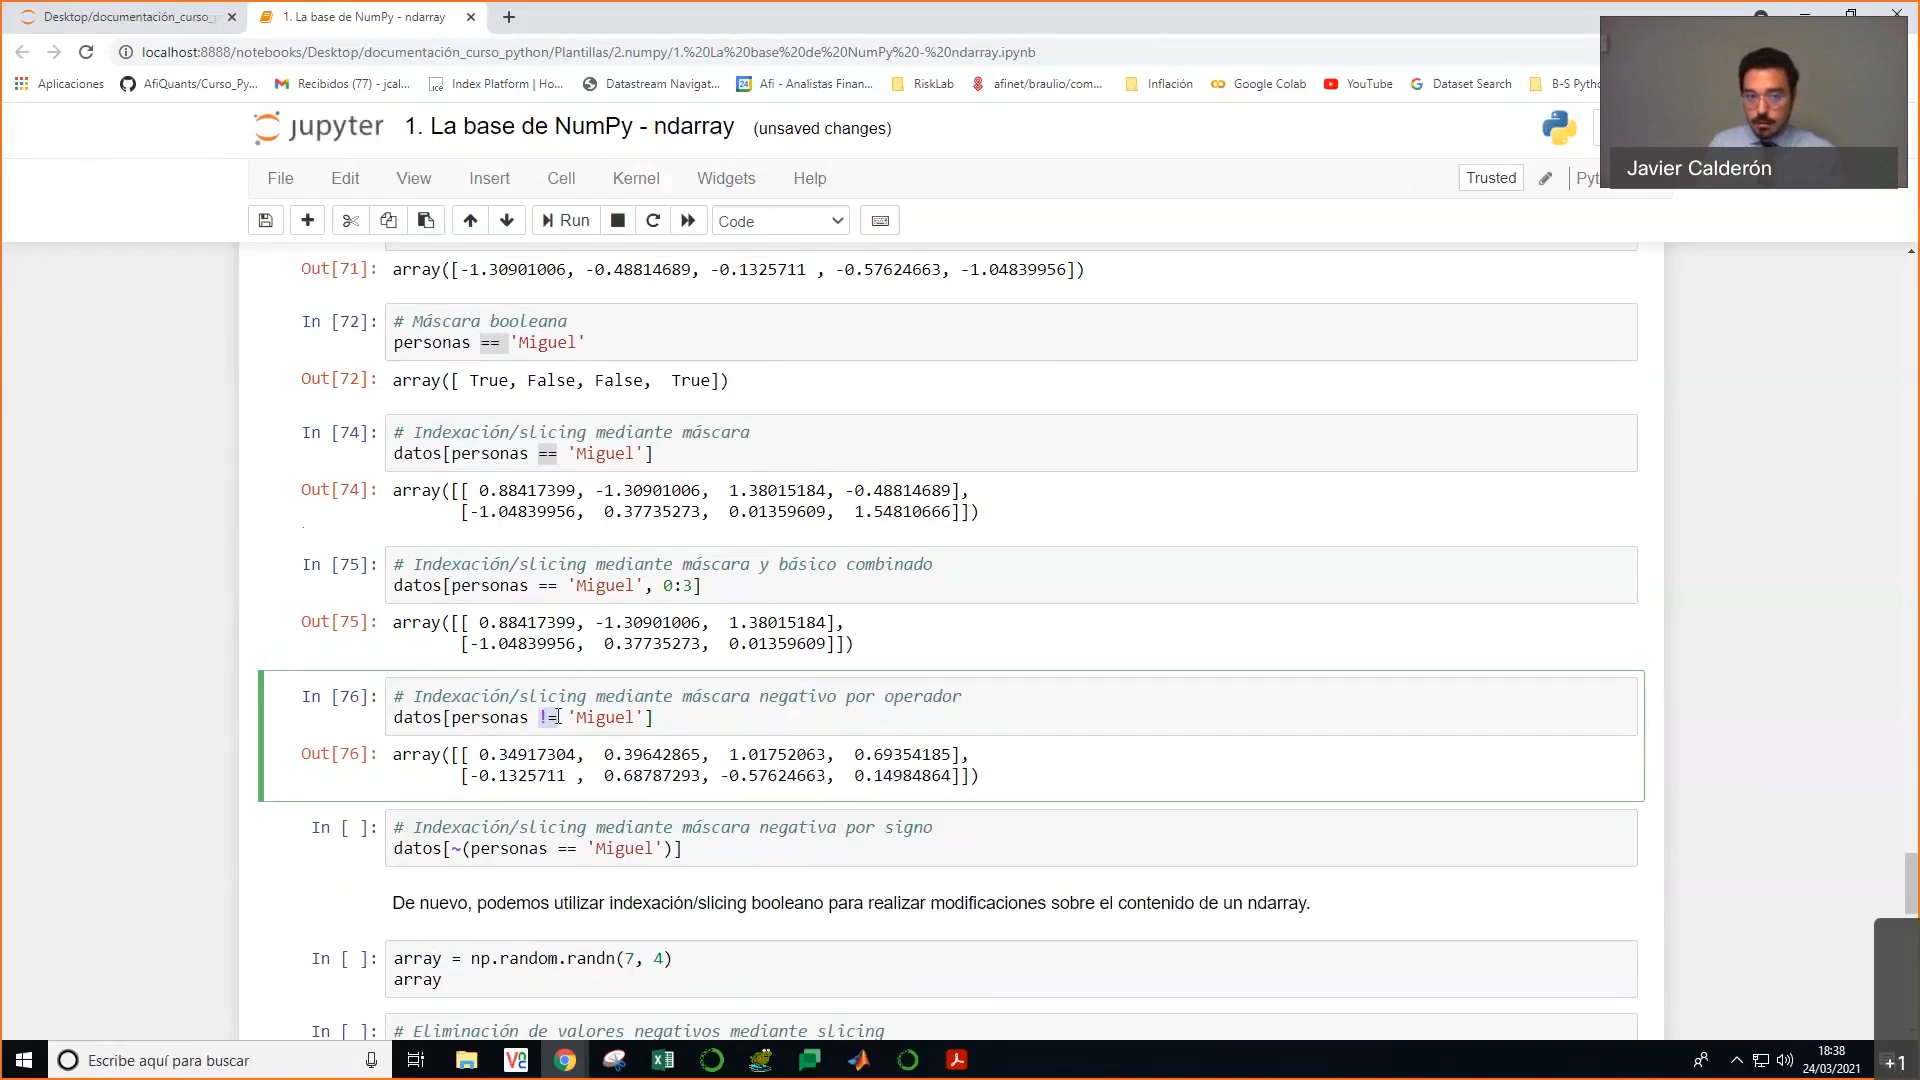 Desktop/documentación_curso_p
1. La base de NumPy - ndarray
localhost:8888/notebooks/Desktop/documentación_curso_python/Plantillas/2.numpy/1.%20La%20base%20de%20NumPy%20-%20ndarray.ipynb
Aplicaciones AfiQuants/Curso_Py... Recibidos (77) - jcal... Index Platform | Ho... Datastream Navigat... Afi - Analistas Finan... RiskLab afinet/braulio/com... Inflación Google Colab YouTube Dataset Search B-S Pytho
jupyter 1. La base de NumPy - ndarray (unsaved changes)
Javier Calderón
File Edit View Insert Cell Kernel Widgets Help Trusted Pyt
Run Code
Out[71]: array([-1.30901006, -0.48814689, -0.1325711 , -0.57624663, -1.04839956])
In [72]: # Máscara booleana
personas == 'Miguel'
Out[72]: array([ True, False, False,  True])
In [74]: # Indexación/slicing mediante máscara
datos[personas == 'Miguel']
Out[74]: array([[ 0.88417399, -1.30901006,  1.38015184, -0.48814689],
[-1.04839956,  0.37735273,  0.01359609,  1.54810666]])
In [75]: # Indexación/slicing mediante máscara y básico combinado
datos[personas == 'Miguel', 0:3]
Out[75]: array([[ 0.88417399, -1.30901006,  1.38015184],
[-1.04839956,  0.37735273,  0.01359609]])
In [76]: # Indexación/slicing mediante máscara negativo por operador
datos[personas != 'Miguel']
Out[76]: array([[ 0.34917304,  0.39642865,  1.01752063,  0.69354185],
[-0.1325711 ,  0.68787293, -0.57624663,  0.14984864]])
In [ ]: # Indexación/slicing mediante máscara negativa por signo
datos[~(personas == 'Miguel')]
De nuevo, podemos utilizar indexación/slicing booleano para realizar modificaciones sobre el contenido de un ndarray.
In [ ]: array = np.random.randn(7, 4)
array
In [ ]: # Eliminación de valores negativos mediante slicing
Escribe aquí para buscar
18:38
24/03/2021
+1